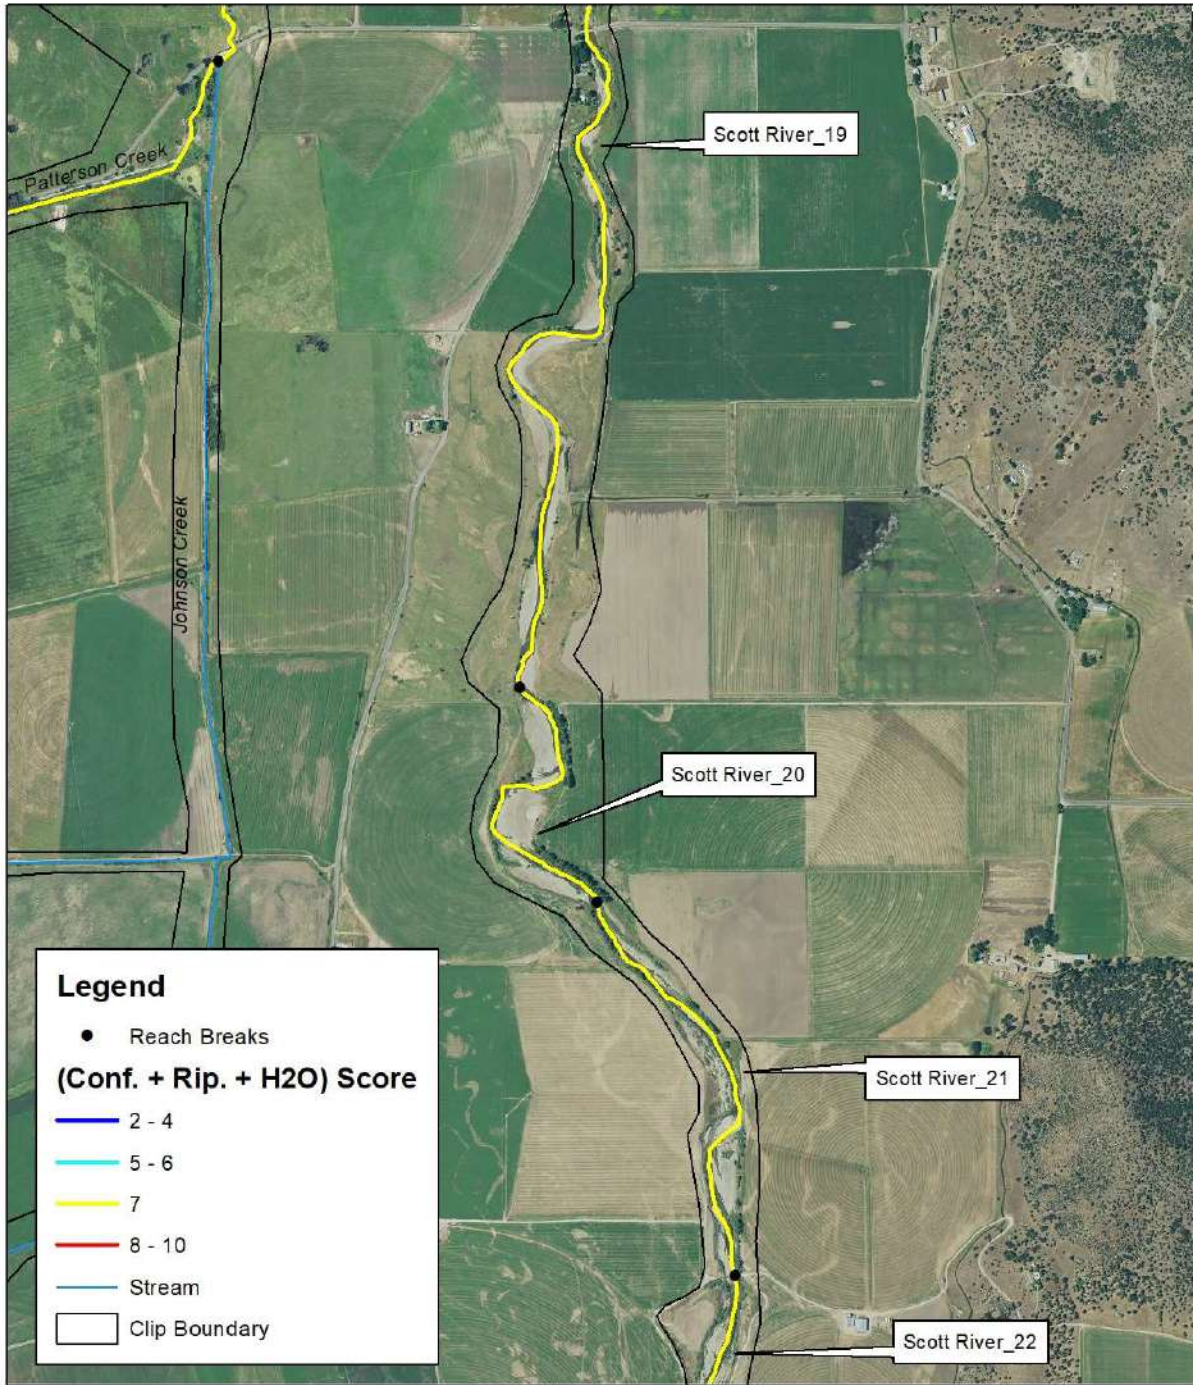 Scott River_19
Patterson Creek
Johnson Creek
Scott River_20
Legend
Reach Breaks
(Conf. + Rip. + H2O) Score
2 - 4
5 - 6
7
8 - 10
Stream
Clip Boundary
Scott River_21
Scott River_22